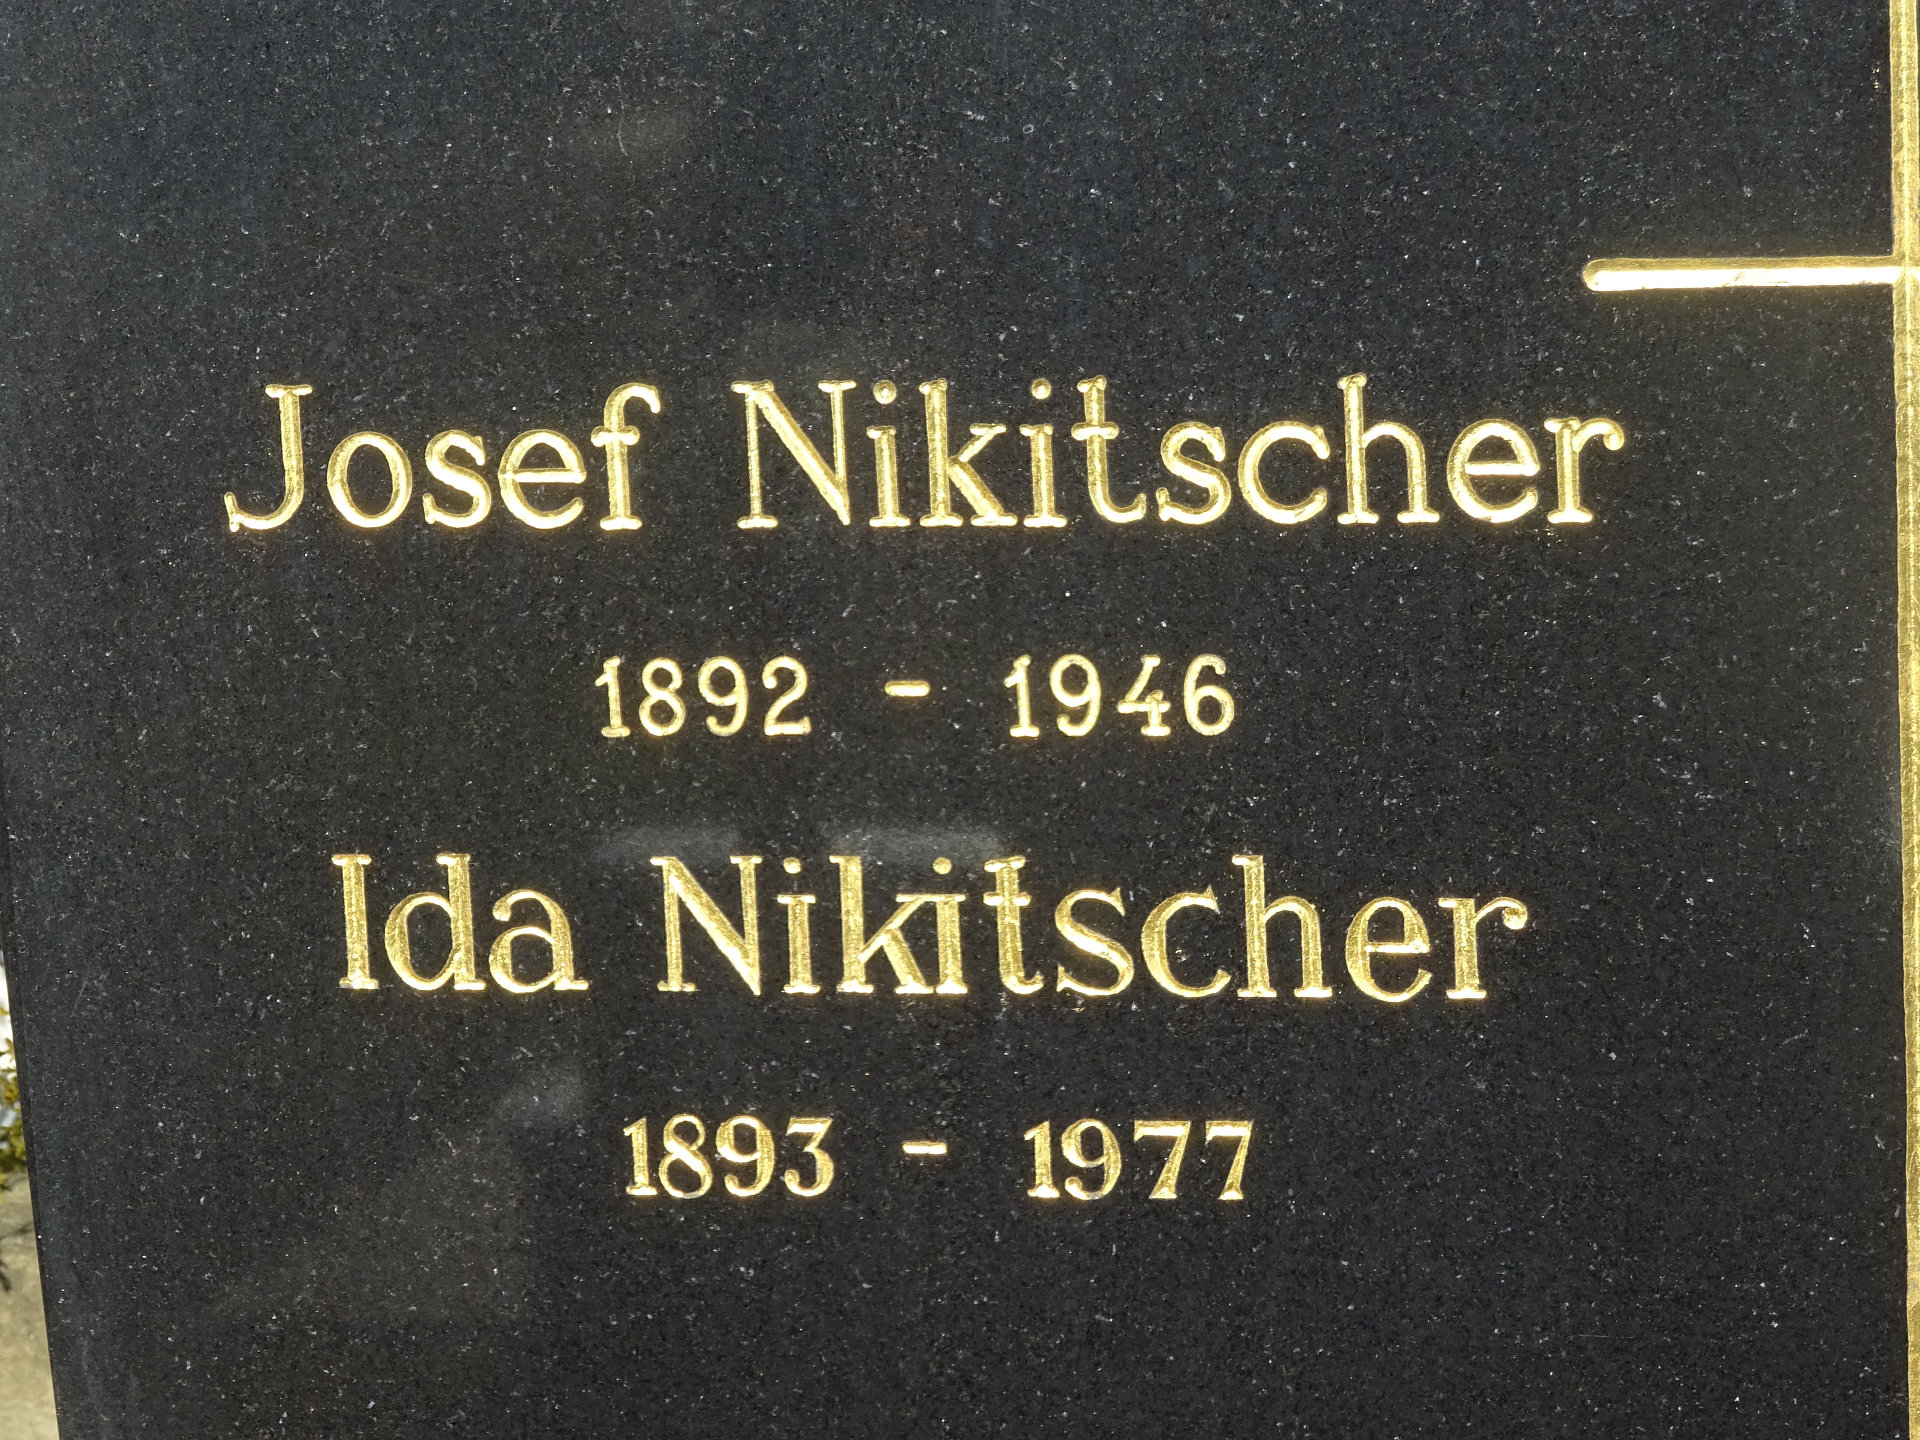 Josef Nikitscher
1892 - 1946
Ida Nikitscher
1893 - 1977